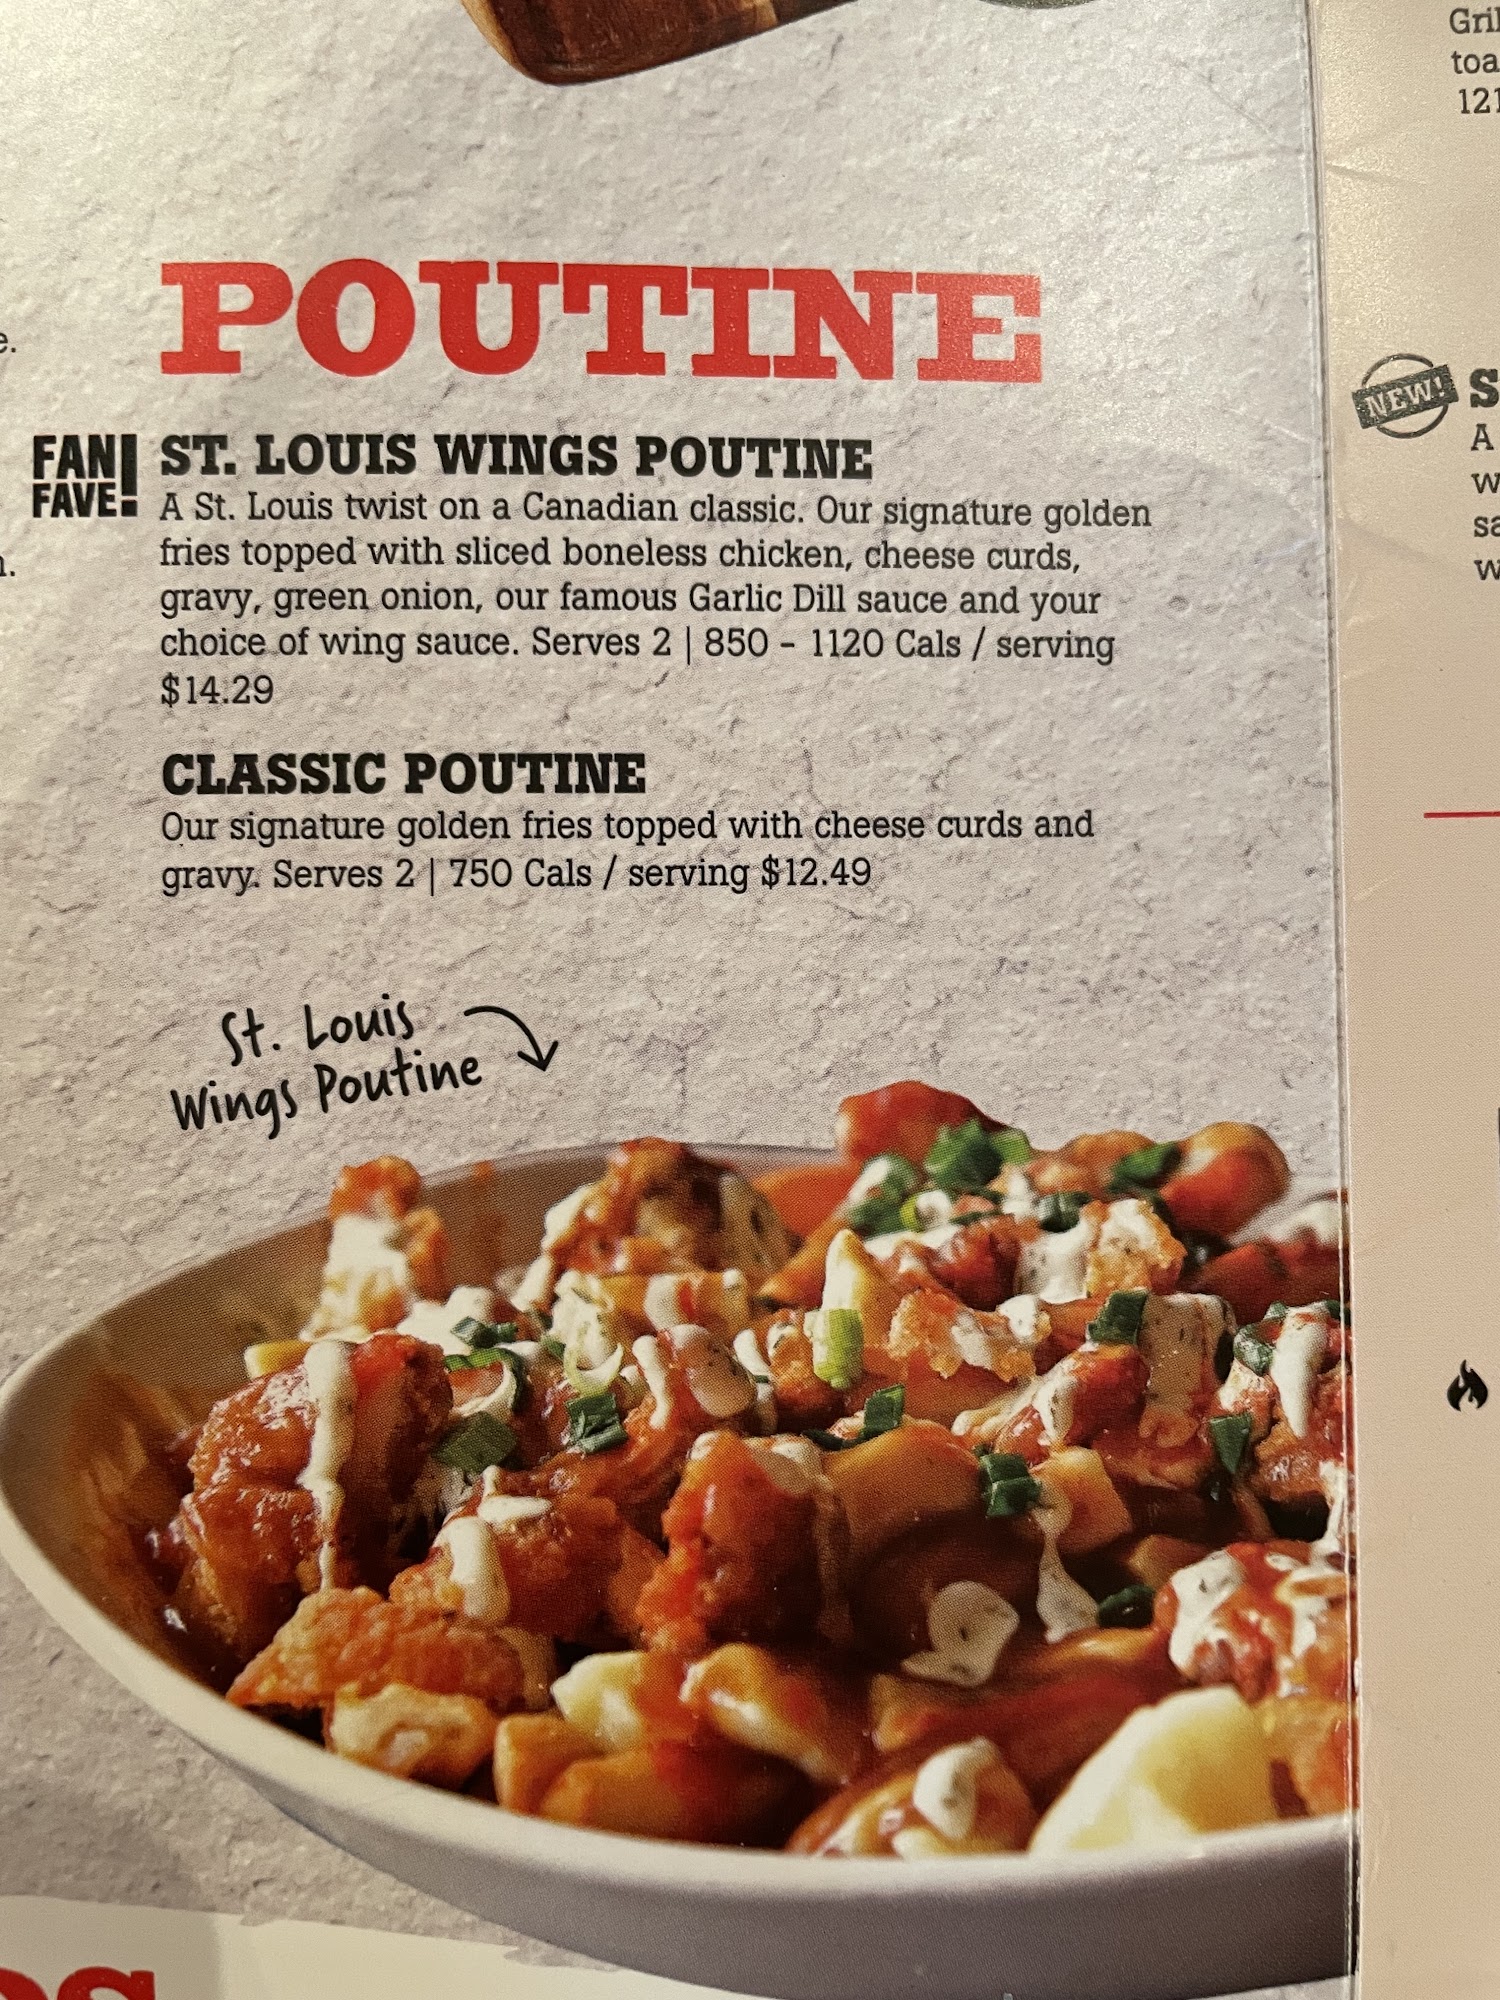 POUTINE
FAN FAVE!
ST. LOUIS WINGS POUTINE
A St. Louis twist on a Canadian classic. Our signature golden
fries topped with sliced boneless chicken, cheese curds,
gravy, green onion, our famous Garlic Dill sauce and your
choice of wing sauce. Serves 2 | 850 - 1120 Cals / serving
$14.29
CLASSIC POUTINE
Our signature golden fries topped with cheese curds and
gravy. Serves 2 | 750 Cals / serving $12.49
St. Louis
Wings Poutine
NEW!
A